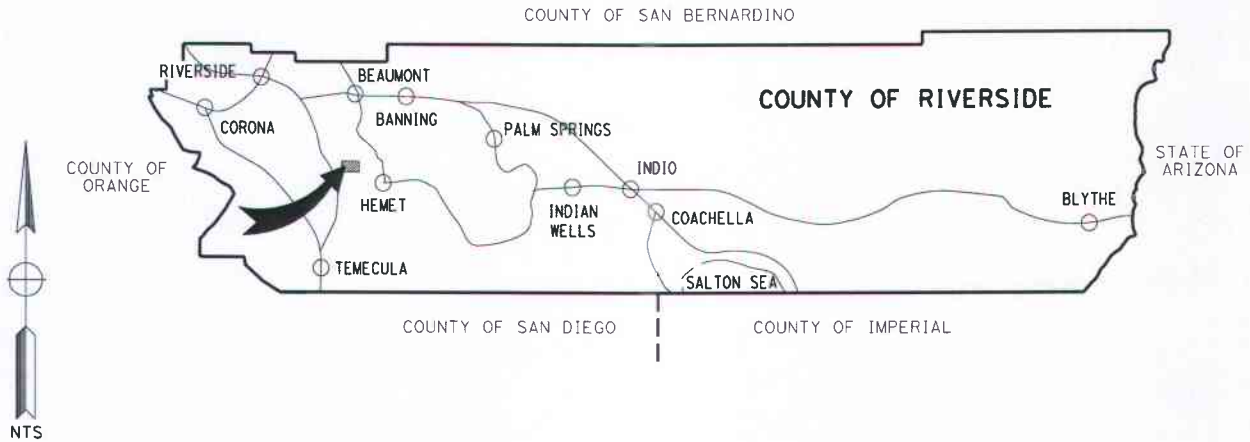 COUNTY OF SAN BERNARDINO
RIVERSIDE
BEAUMONT
COUNTY OF RIVERSIDE
CORONA
BANNING
PALM SPRINGS
COUNTY OF
ORANGE
STATE OF
ARIZONA
INDIO
HEMET
INDIAN
WELLS
COACHELLA
BLYTHE
TEMECULA
SALTON SEA
COUNTY OF SAN DIEGO
COUNTY OF IMPERIAL
NTS